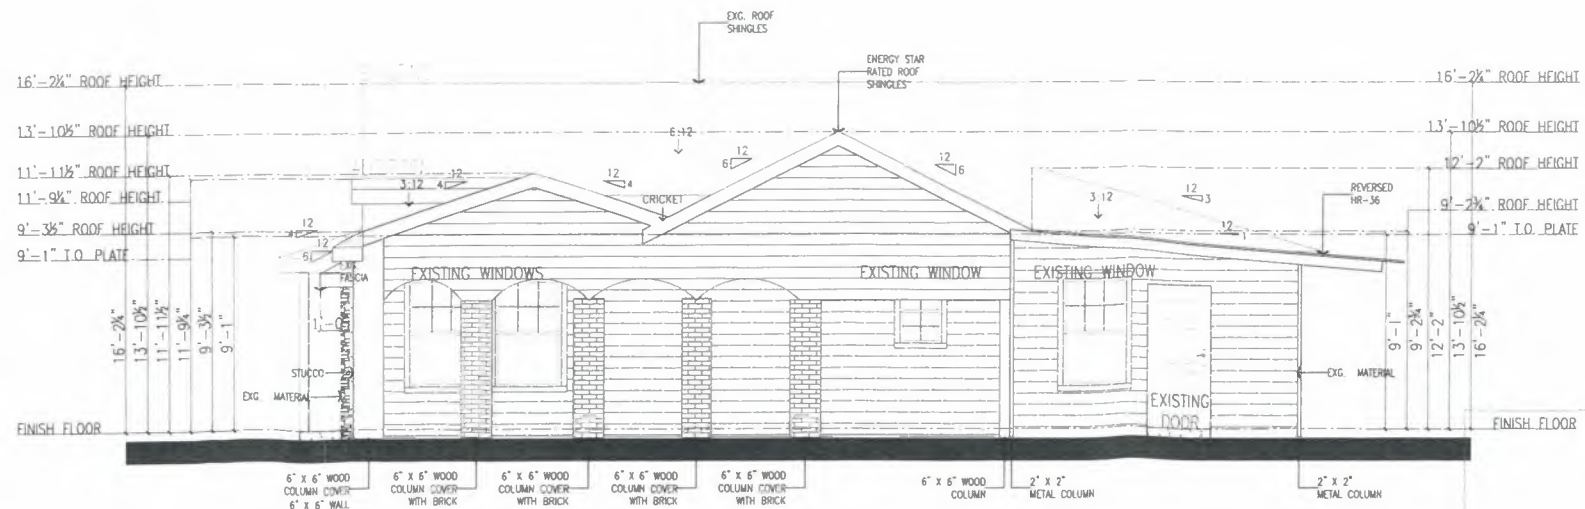 EXG. ROOF
SHINGLES
ENERGY STAR
RATED ROOF
SHINGLES
16'-2¼" ROOF HEIGHT
16'-2¼" ROOF HEIGHT
13'-10½" ROOF HEIGHT
13'-10½" ROOF HEIGHT
6:12
12
6
12
6
11'-11½" ROOF HEIGHT
12'-2" ROOF HEIGHT
3:12
12
4
12
4
CRICKET
3:12
12
3
REVERSED
HR-36
11'-9¼" ROOF HEIGHT
9'-2¾" ROOF HEIGHT
9'-3½" ROOF HEIGHT
9'-1" T.O. PLATE
12
4
12
1
9'-1" T.O. PLATE
12
6
FASCIA
EXISTING WINDOWS
EXISTING WINDOW
EXISTING WINDOW
16'-2¼"
13'-10½"
11'-11½"
11'-9¼"
9'-3½"
9'-1"
9'-1"
9'-2¾"
12'-2"
13'-10½"
16'-2¼"
STUCCO
EXG. MATERIAL
EXG. MATERIAL
EXISTING
DOOR
FINISH FLOOR
FINISH FLOOR
6" X 6" WOOD
COLUMN COVER
6" X 6" WALL
6" X 6" WOOD
COLUMN COVER
WITH BRICK
6" X 6" WOOD
COLUMN COVER
WITH BRICK
6" X 6" WOOD
COLUMN COVER
WITH BRICK
6" X 6" WOOD
COLUMN COVER
WITH BRICK
6" X 6" WOOD
COLUMN
2" X 2"
METAL COLUMN
2" X 2"
METAL COLUMN